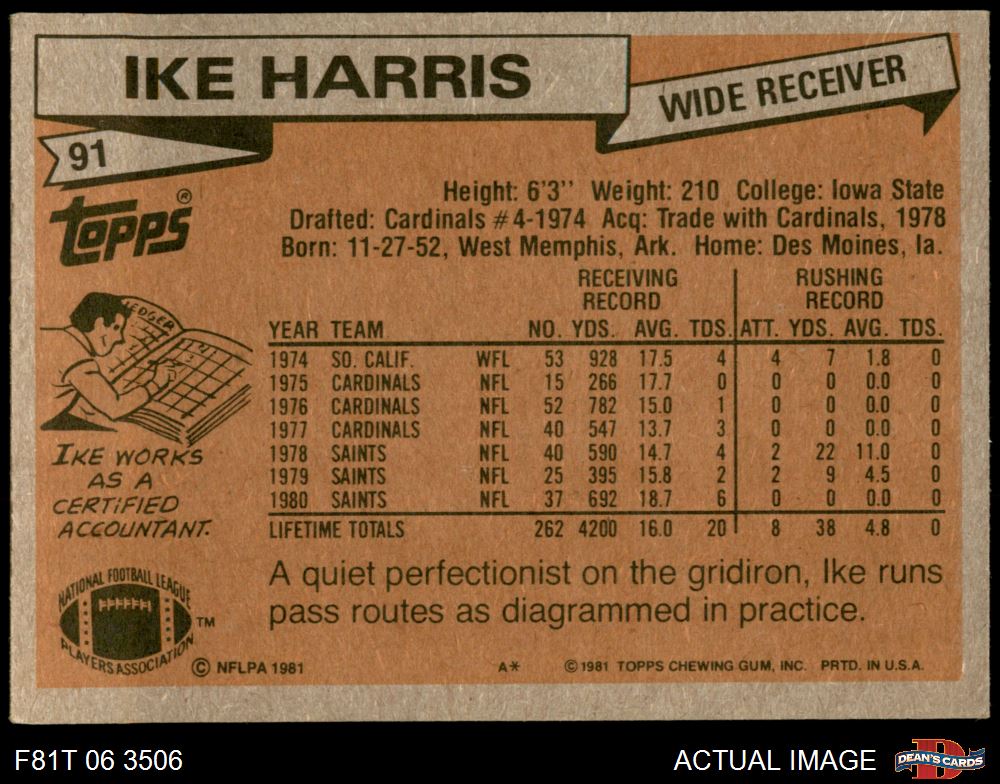 IKE HARRIS
WIDE RECEIVER
91
TOPPS®
Height: 6'3'' Weight: 210 College: Iowa State
Drafted: Cardinals #4-1974 Acq: Trade with Cardinals, 1978
Born: 11-27-52, West Memphis, Ark. Home: Des Moines, Ia.
RECEIVING RECORD RUSHING RECORD
YEAR TEAM NO. YDS. AVG. TDS. ATT. YDS. AVG. TDS.
1974 SO. CALIF. WFL 53 928 17.5 4 4 7 1.8 0
1975 CARDINALS NFL 15 266 17.7 0 0 0 0.0 0
1976 CARDINALS NFL 52 782 15.0 1 0 0 0.0 0
1977 CARDINALS NFL 40 547 13.7 3 0 0 0.0 0
1978 SAINTS NFL 40 590 14.7 4 2 22 11.0 0
1979 SAINTS NFL 25 395 15.8 2 2 9 4.5 0
1980 SAINTS NFL 37 692 18.7 6 0 0 0.0 0
LIFETIME TOTALS 262 4200 16.0 20 8 38 4.8 0
LEDGER
IKE WORKS
AS A
CERTIFIED
ACCOUNTANT.
A quiet perfectionist on the gridiron, Ike runs
pass routes as diagrammed in practice.
NATIONAL FOOTBALL LEAGUE
PLAYERS ASSOCIATION
TM
© NFLPA 1981
A* © 1981 TOPPS CHEWING GUM, INC. PRTD. IN U.S.A.
F81T 06 3506
ACTUAL IMAGE
D
DEAN'S CARDS